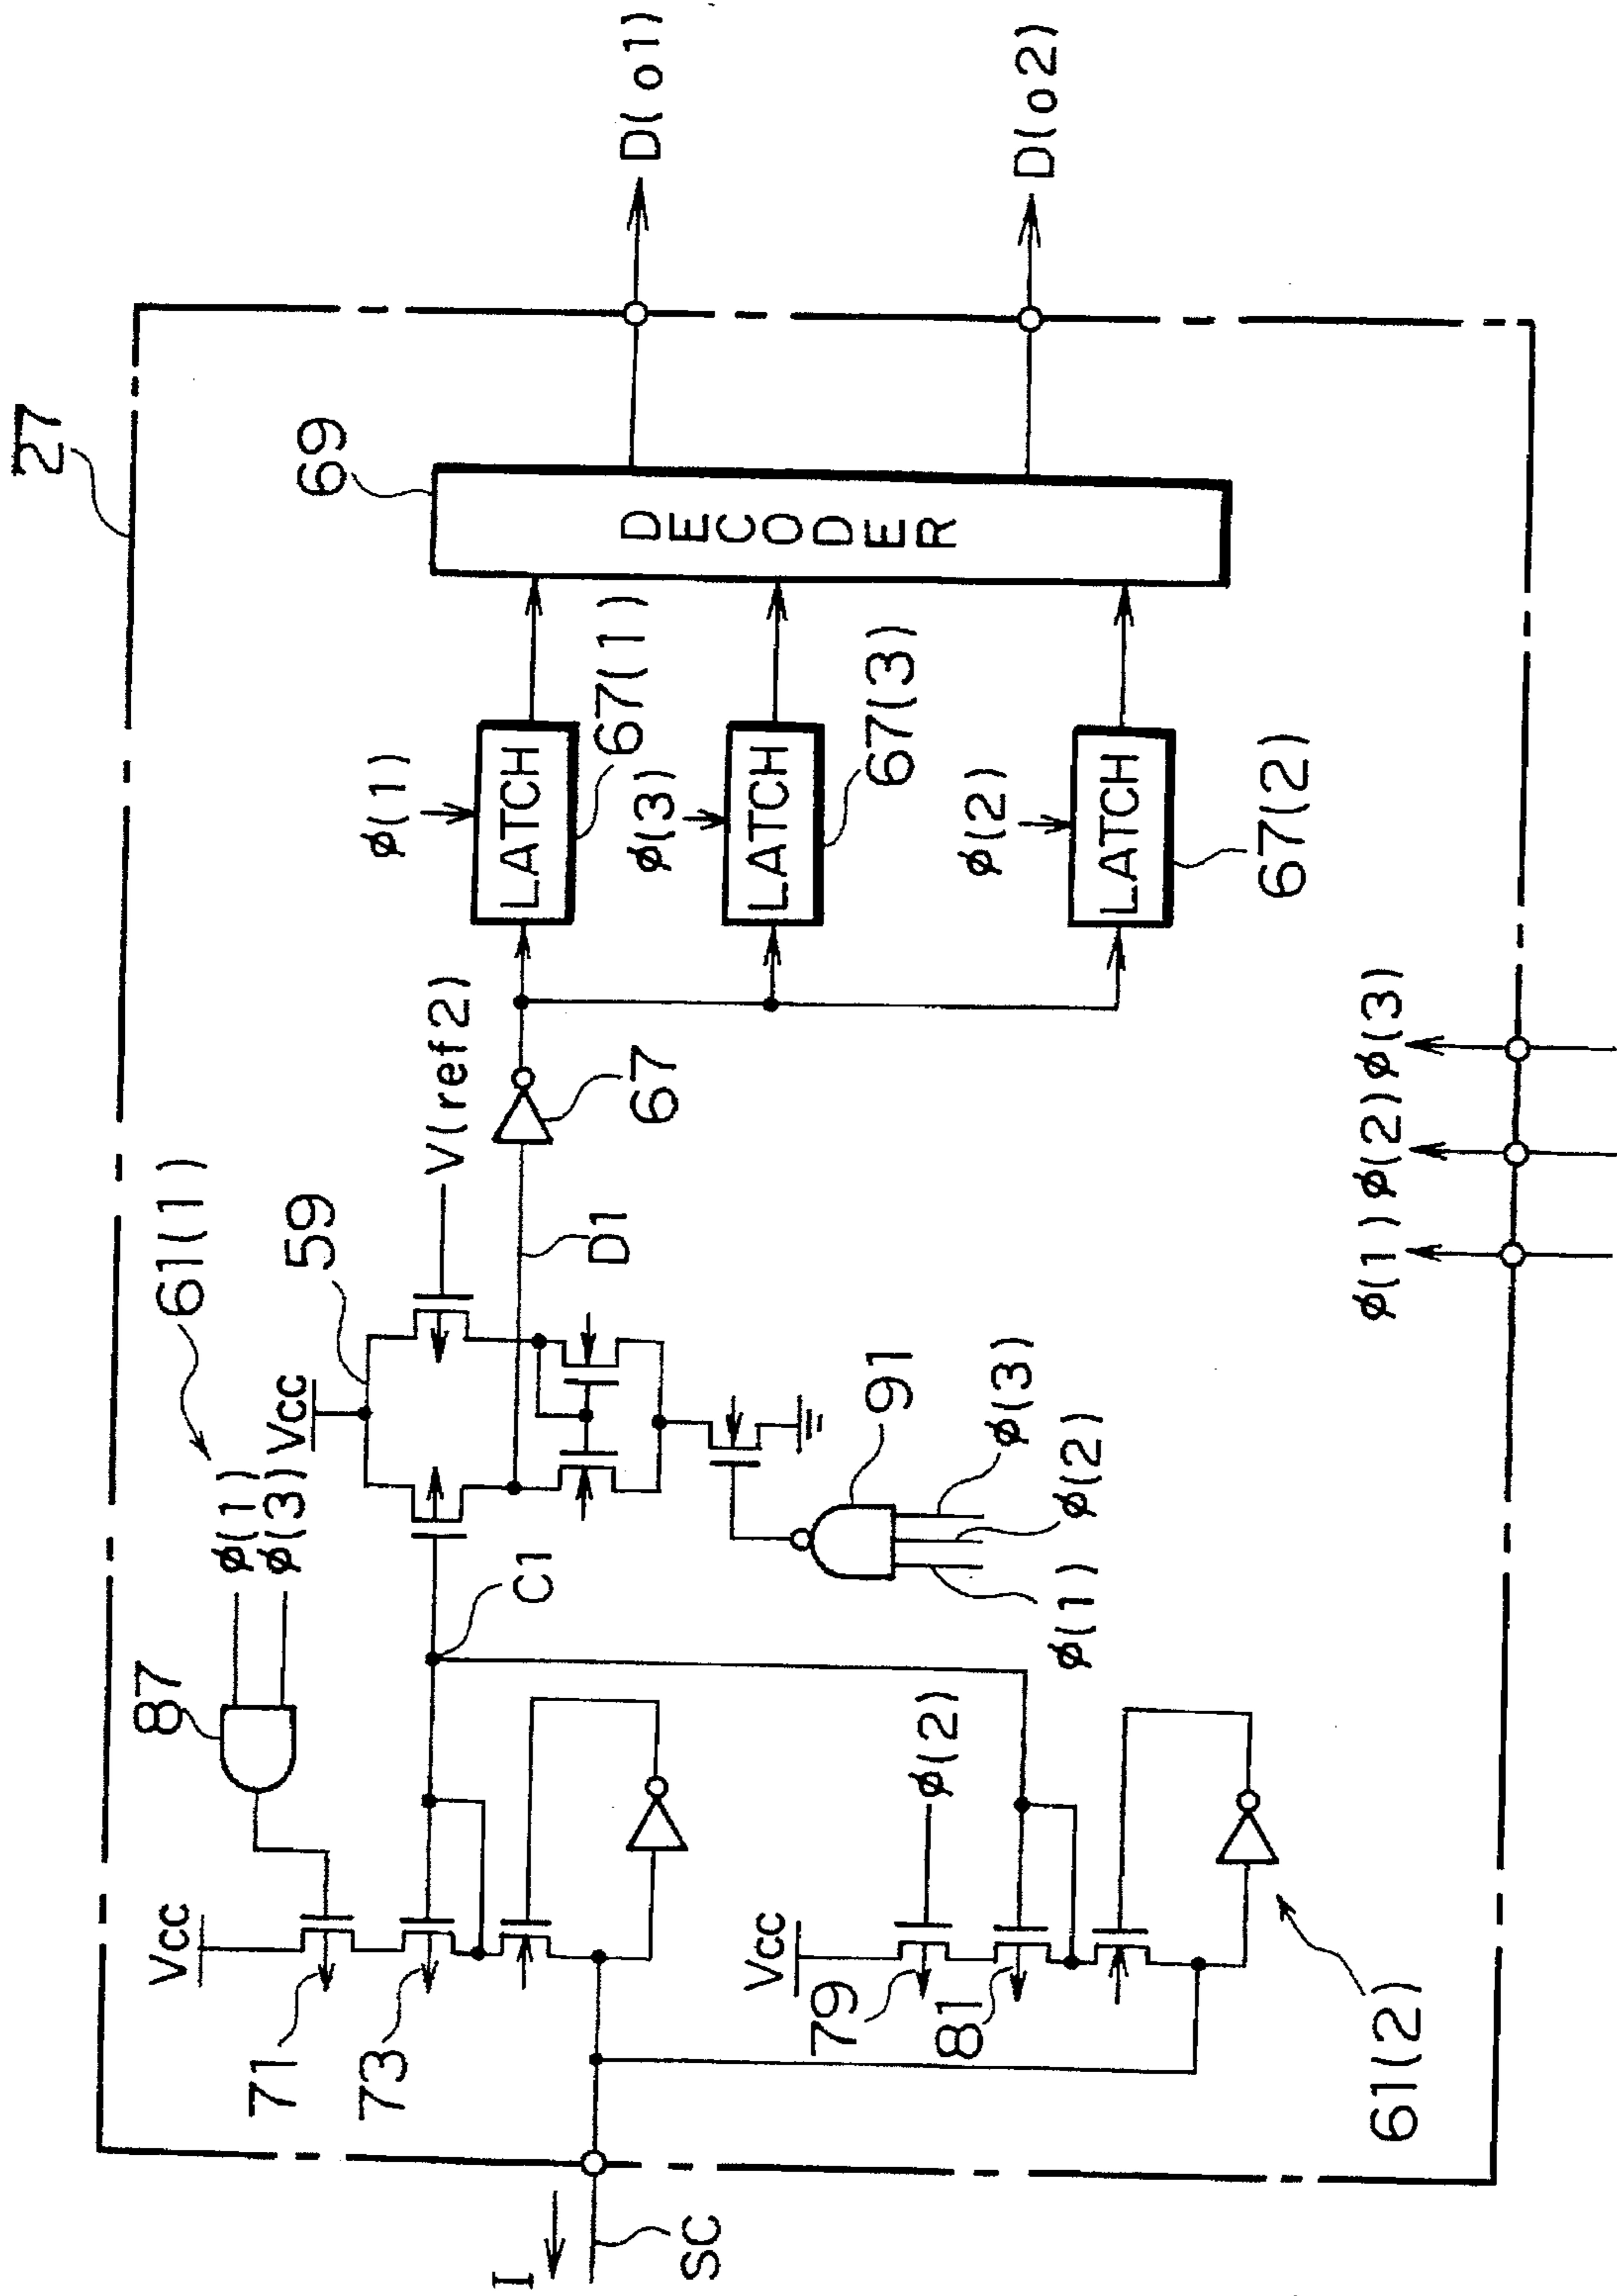 27
D(o1)
D(o2)
69
DECODER
ø(1)
LATCH
67(1)
ø(3)
LATCH
67(3)
ø(2)
LATCH
67(2)
V(ref2)
67
61(1)
59
Vcc
D1
ø(1)
ø(3)
87
C1
91
ø(1)
ø(2)
ø(3)
ø(1)
ø(2)
ø(3)
Vcc
71
73
ø(2)
Vcc
79
81
61(2)
I
SC